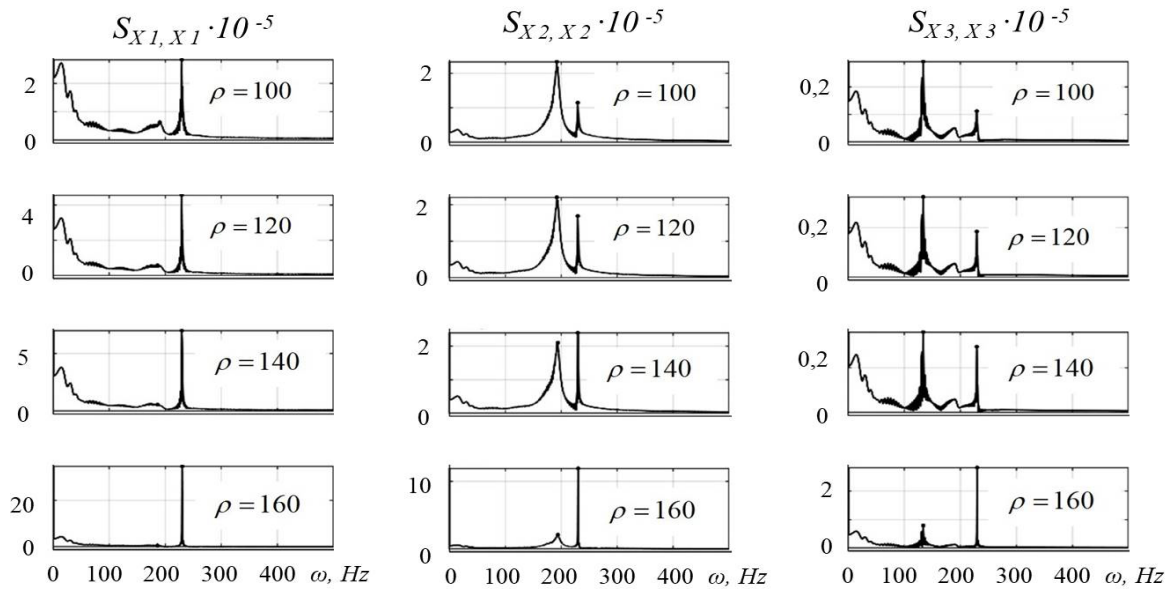 S X1, X1 · 10 -5 S X2, X2 · 10 -5 S X3, X3 · 10 -5
2 ρ = 100 2 ρ = 100 0,2 ρ = 100
0 0 0
4 ρ = 120 2 ρ = 120 0,2 ρ = 120
0 0 0
5 ρ = 140 2 ρ = 140 0,2 ρ = 140
0 0 0
20 ρ = 160 10 ρ = 160 2 ρ = 160
0 0 0
0 100 200 300 400 ω, Hz 0 100 200 300 400 ω, Hz 0 100 200 300 400 ω, Hz